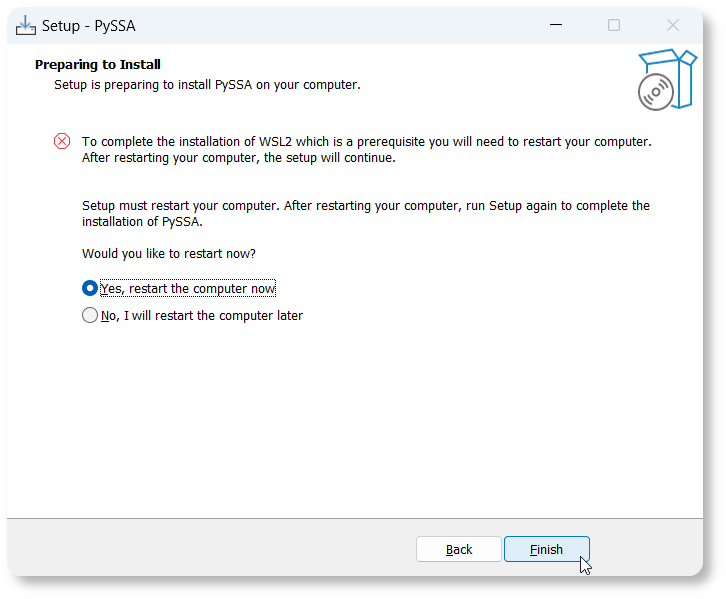 Setup - PySSA
Preparing to Install
Setup is preparing to install PySSA on your computer.
To complete the installation of WSL2 which is a prerequisite you will need to restart your computer.
After restarting your computer, the setup will continue.
Setup must restart your computer. After restarting your computer, run Setup again to complete the
installation of PySSA.
Would you like to restart now?
Yes, restart the computer now
No, I will restart the computer later
Back
Finish